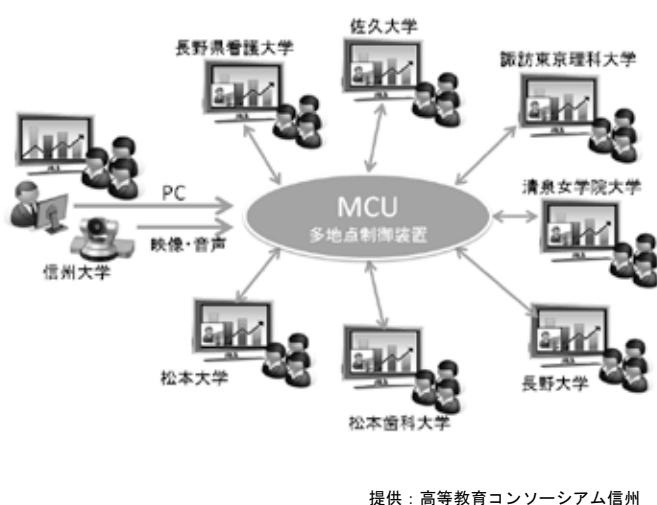 佐久大学
長野県看護大学
諏訪東京理科大学
PC
映像・音声
信州大学
MCU
多地点制御装置
清泉女学院大学
松本大学
松本歯科大学
長野大学
提供：高等教育コンソーシアム信州